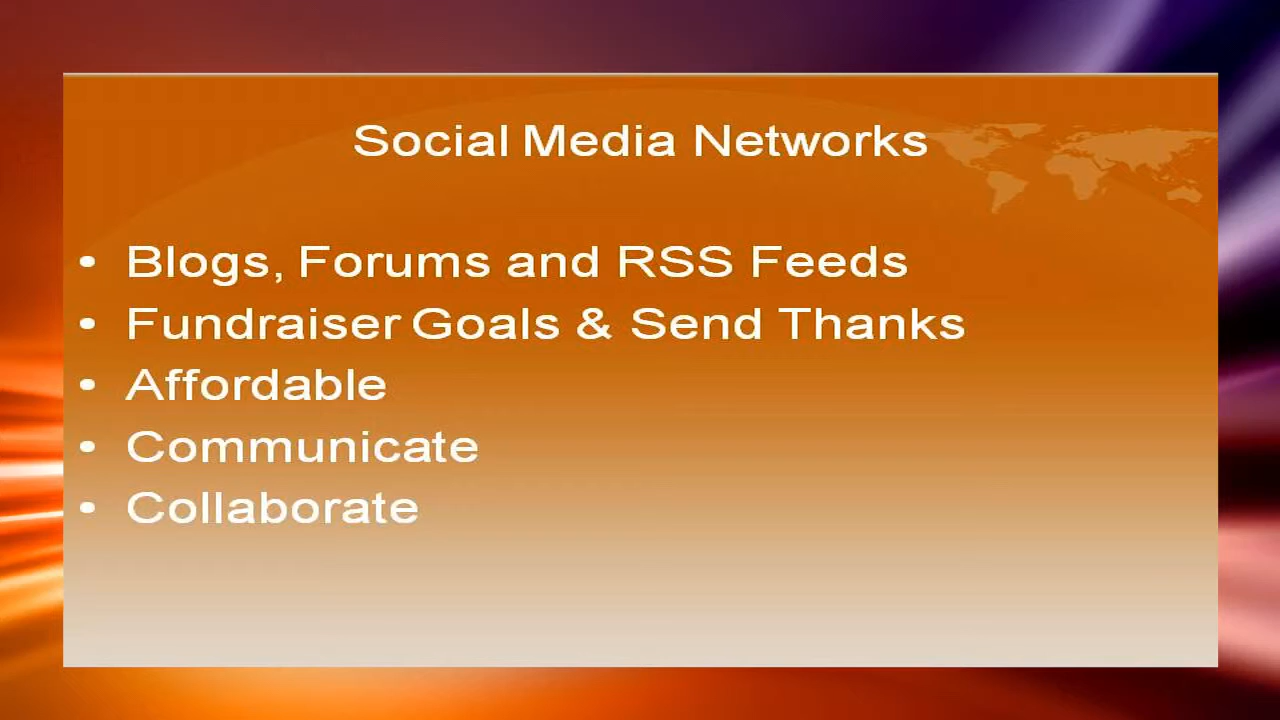 Social Media Networks
• Blogs, Forums and RSS Feeds
• Fundraiser Goals & Send Thanks
• Affordable
• Communicate
• Collaborate